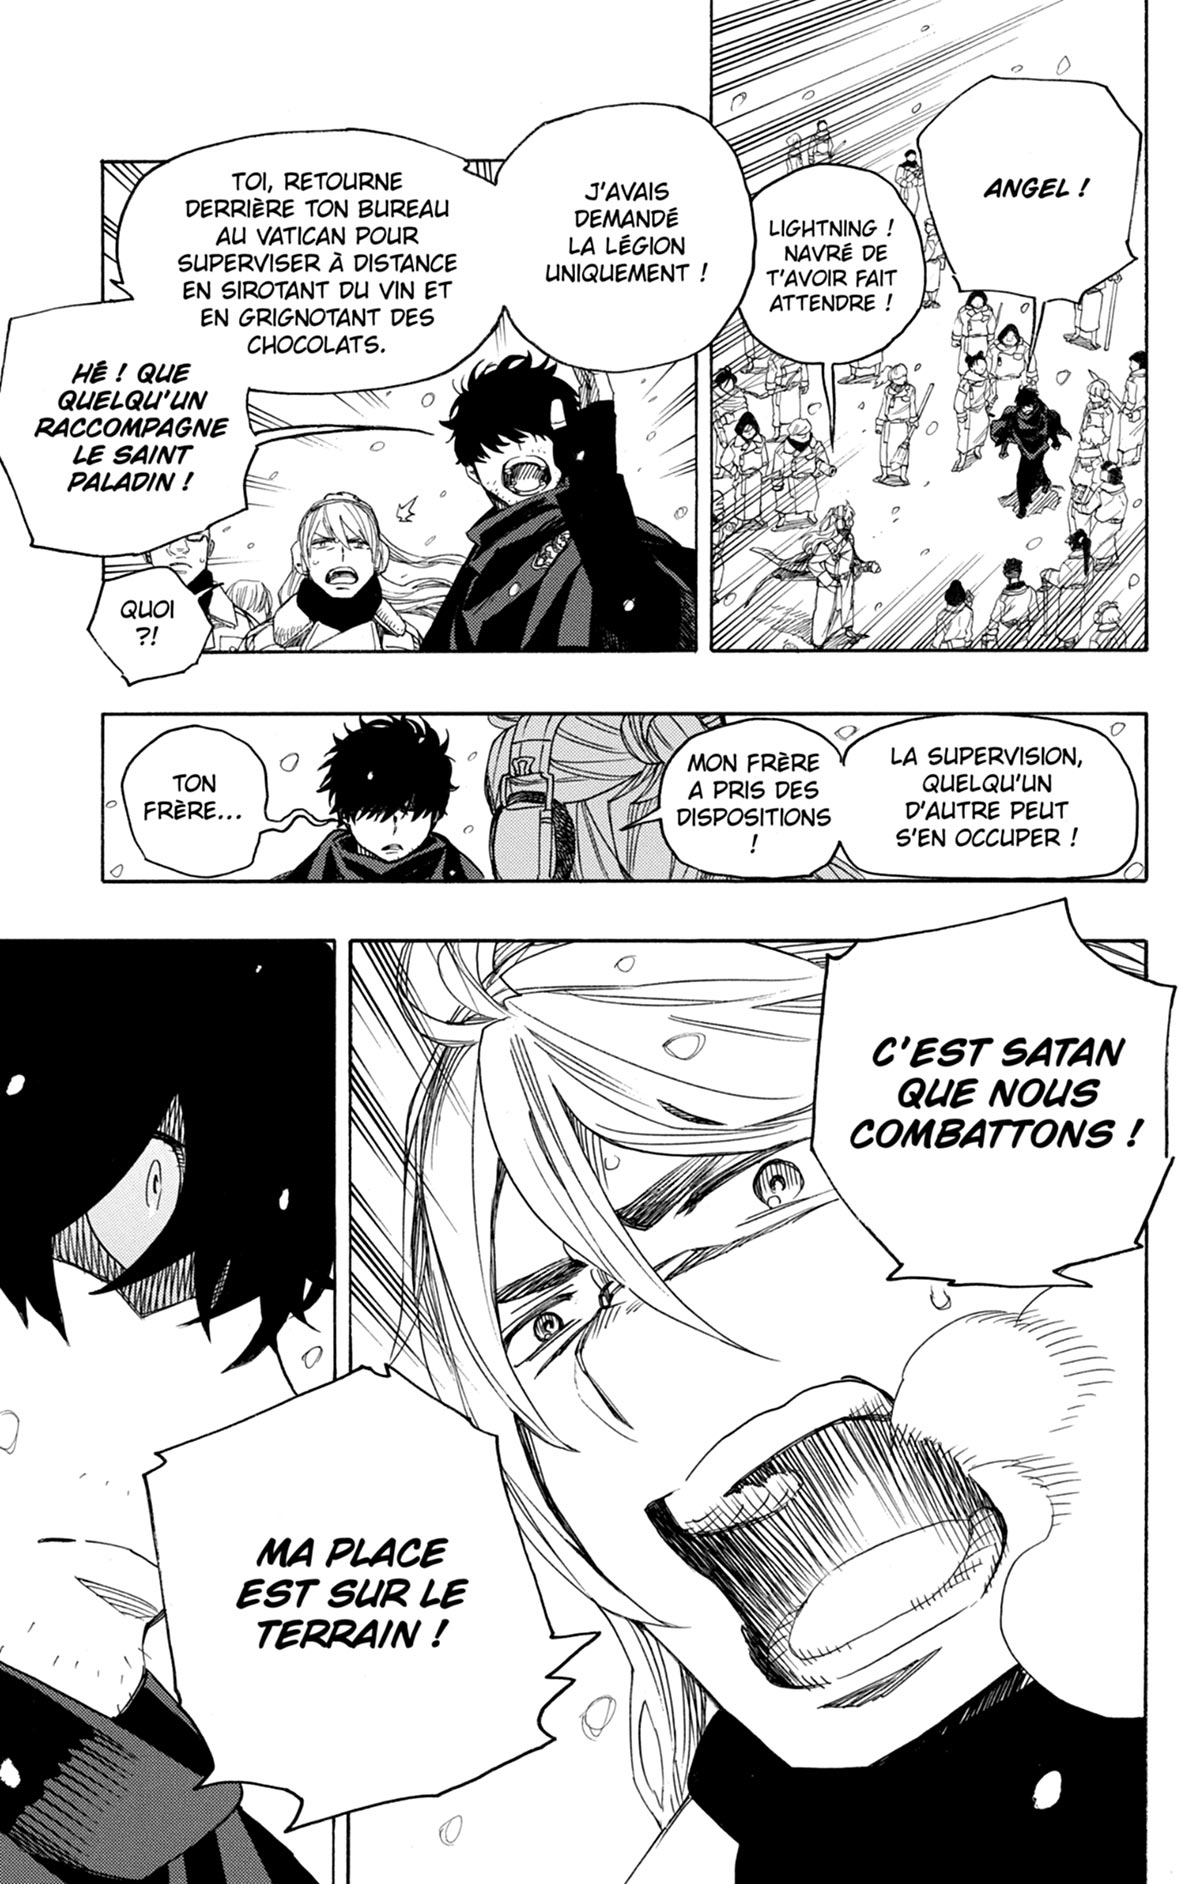 ANGEL !
LIGHTNING !
NAVRÉ DE
T'AVOIR FAIT
ATTENDRE !
J'AVAIS
DEMANDÉ
LA LÉGION
UNIQUEMENT !
TOI, RETOURNE
DERRIÈRE TON BUREAU
AU VATICAN POUR
SUPERVISER À DISTANCE
EN SIROTANT DU VIN ET
EN GRIGNOTANT DES
CHOCOLATS.
HÉ ! QUE
QUELQU'UN
RACCOMPAGNE
LE SAINT
PALADIN !
QUOI
?!
LA SUPERVISION,
QUELQU'UN
D'AUTRE PEUT
S'EN OCCUPER !
MON FRÈRE
A PRIS DES
DISPOSITIONS
!
TON
FRÈRE...
C'EST SATAN
QUE NOUS
COMBATTONS !
MA PLACE
EST SUR LE
TERRAIN !